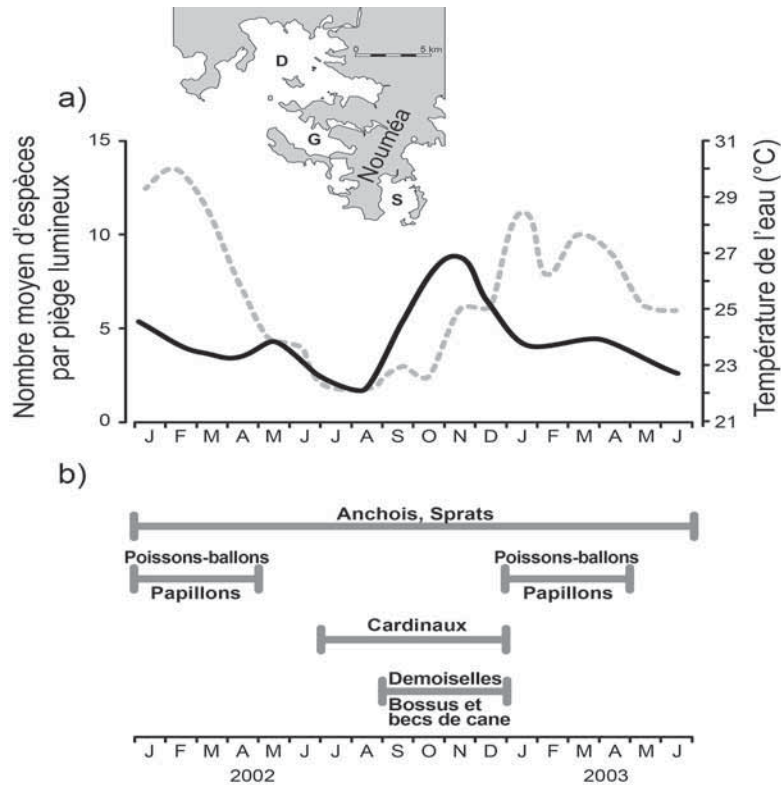 0 5 km
D
a)
G
Nouméa
S
Nombre moyen d'espèces
par piège lumineux
15
10
5
0
Température de l'eau (°C)
31
29
27
25
23
22
21
J F M A M J J A S O N D J F M A M J
b)
Anchois, Sprats
Poissons-ballons Poissons-ballons
Papillons Papillons
Cardinaux
Demoiselles
Bossus et
becs de cane
J F M A M J J A S O N D J F M A M J
2002 2003